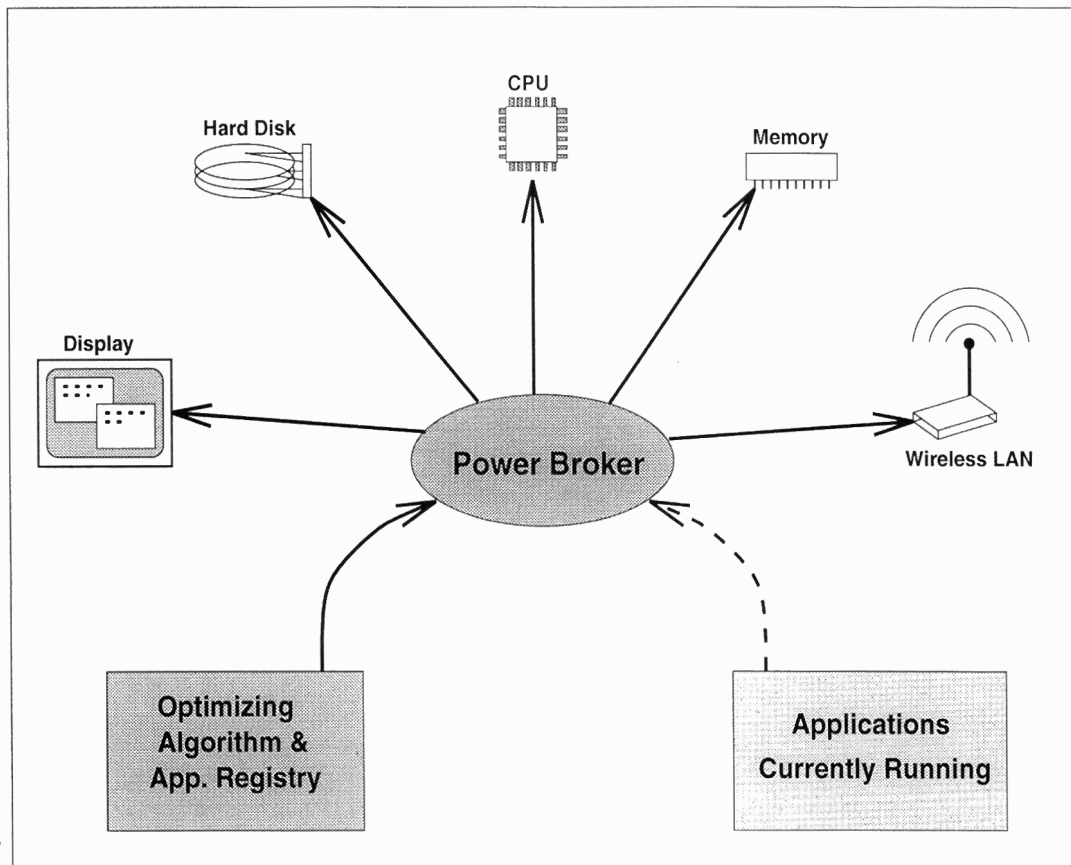 CPU
Hard Disk
Memory
Display
Wireless LAN
Power Broker
Optimizing
Algorithm &
App. Registry
Applications
Currently Running